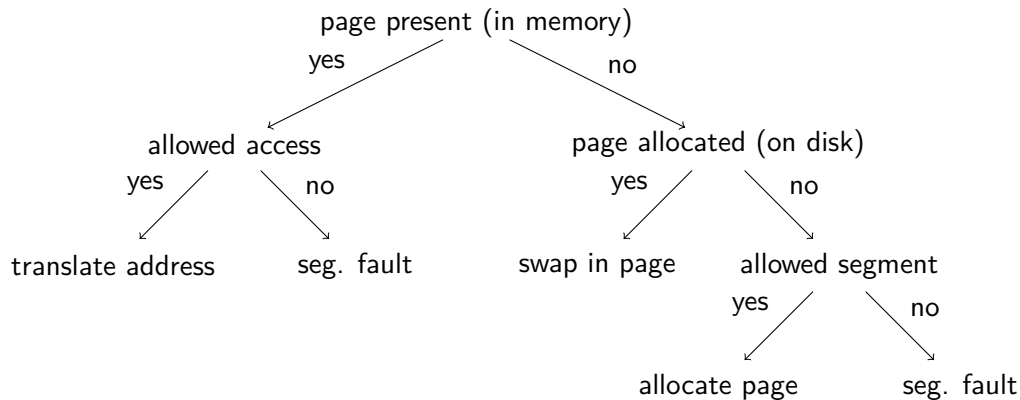 page present (in memory)
yes
no
allowed access
page allocated (on disk)
yes
no
yes
no
translate address
seg. fault
swap in page
allowed segment
yes
no
allocate page
seg. fault